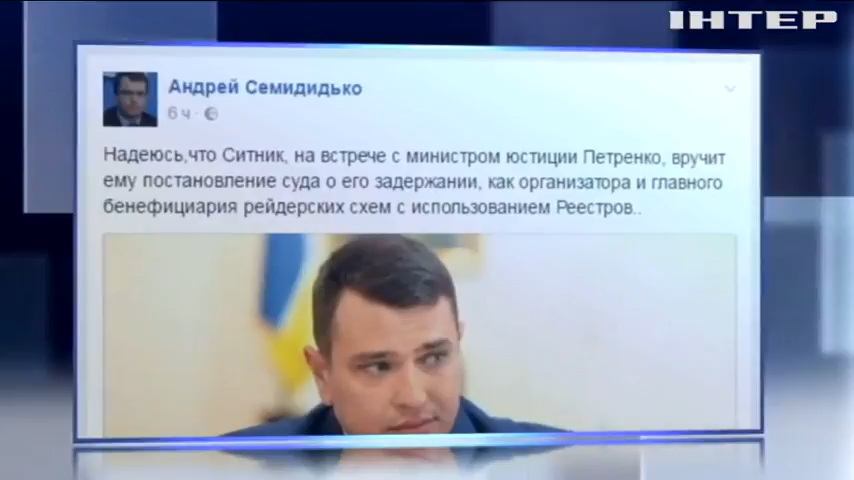 ІНТЕР
Андрей Семидидько
6 ч ·
Надеюсь,что Ситник, на встрече с министром юстиции Петренко, вручит
ему постановление суда о его задержании, как организатора и главного
бенефициария рейдерских схем с использованием Реестров..